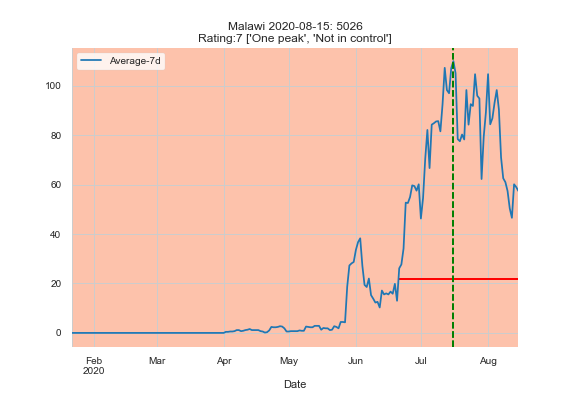 Malawi 2020-08-15: 5026
Rating:7 ['One peak', 'Not in control']
Average-7d
100
80
60
40
20
0
Feb
2020
Mar
Apr
May
Jun
Jul
Aug
Date